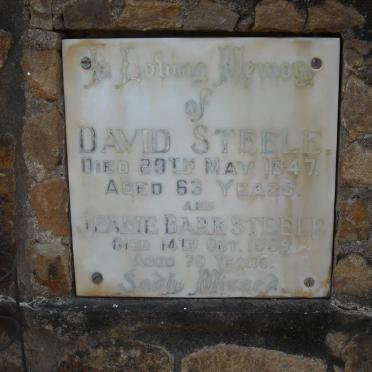 In Loving Memory
of
DAVID STEELE.
DIED 29TH MAY 1947.
AGED 63 YEARS.
AND
JEANIE BARR STEELE
DIED 14TH OCT.
AGED 70 YEARS.
Sadly Missed.